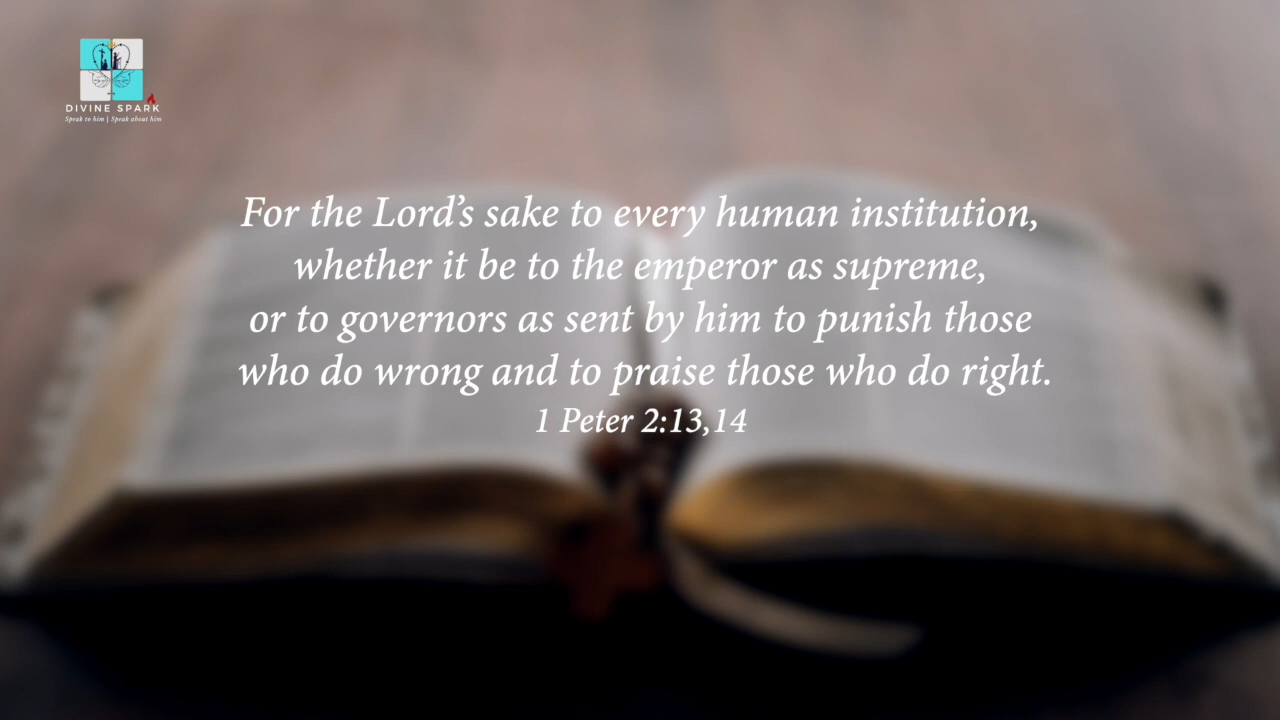 DIVINE SPARK
Speak to him | Speak about him
For the Lord’s sake to every human institution,
whether it be to the emperor as supreme,
or to governors as sent by him to punish those
who do wrong and to praise those who do right.
1 Peter 2:13,14